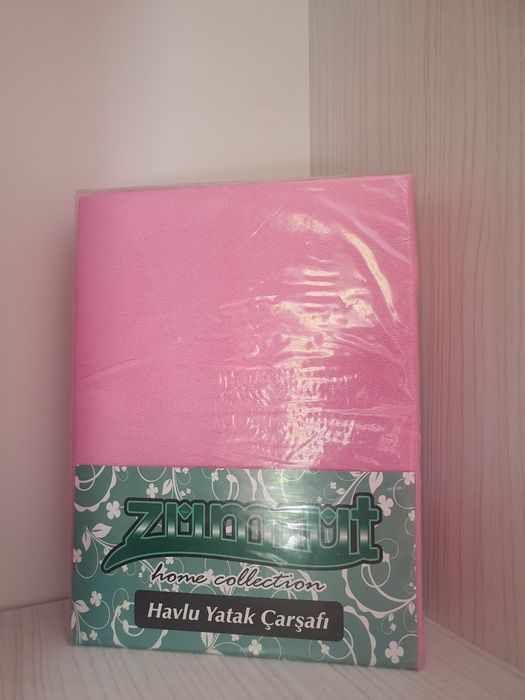 zümrüt
home collection
Havlu Yatak Çarşafı